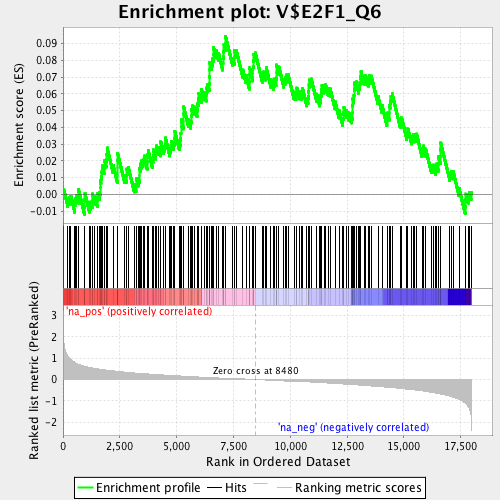 Enrichment plot: V$E2F1_Q6
Enrichment score (ES)
0.09
0.08
0.07
0.06
0.05
0.04
0.03
0.02
0.01
0.00
-0.01
'na_pos' (positively correlated)
Ranked list metric (PreRanked)
3
2
1
0
-1
-2
Zero cross at 8480
'na_neg' (negatively correlated)
0
2,500
5,000
7,500
10,000
12,500
15,000
17,500
Rank in Ordered Dataset
Enrichment profile
Hits
Ranking metric scores